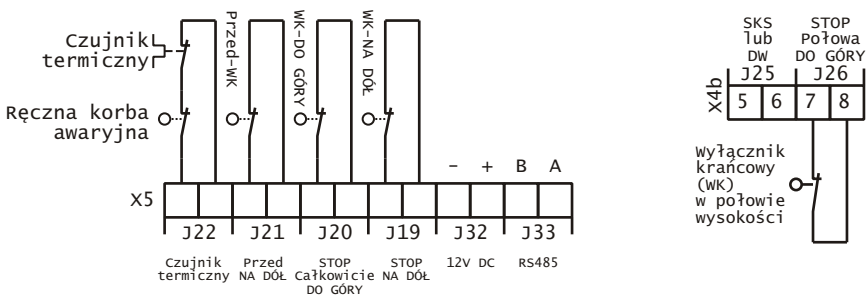 Czujnik
termiczny
Ręczna korba
awaryjna
Przed-WK
WK-DO GÓRY
WK-NA DÓŁ
- + B A
X5
J22 J21 J20 J19 J32 J33
Czujnik
termiczny
Przed
NA DÓŁ
STOP
Całkowicie
DO GÓRY
STOP
NA DÓŁ
12V DC
RS485
SKS
lub
DW
STOP
Połowa
DO GÓRY
J25 J26
X4b
5 6 7 8
Wyłącznik
krańcowy
(WK)
w połowie
wysokości